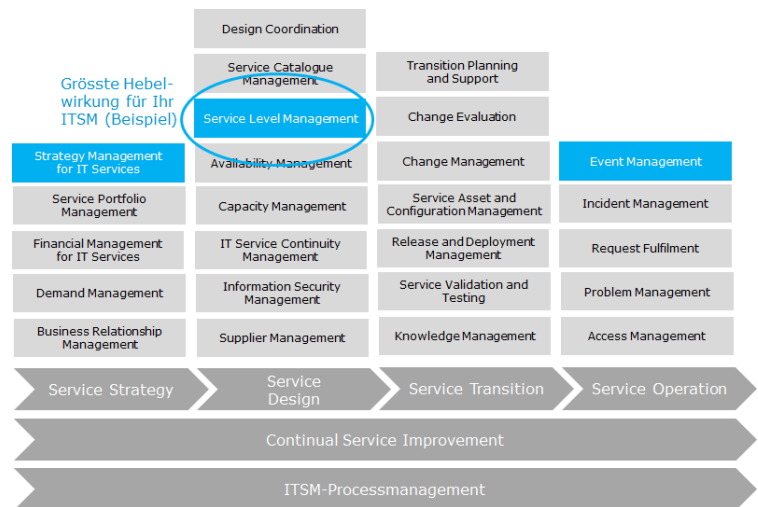 Grösste Hebel-
wirkung für Ihr
ITSM (Beispiel)
Strategy Management
for IT Services
Service Portfolio
Management
Financial Management
for IT Services
Demand Management
Business Relationship
Management
Design Coordination
Service Catalogue
Management
Service Level Management
Availability Management
Capacity Management
IT Service Continuity
Management
Information Security
Management
Supplier Management
Transition Planning
and Support
Change Evaluation
Change Management
Service Asset and
Configuration Management
Release and Deployment
Management
Service Validation and
Testing
Knowledge Management
Event Management
Incident Management
Request Fulfilment
Problem Management
Access Management
Service Strategy
Service
Design
Service Transition
Service Operation
Continual Service Improvement
ITSM-Processmanagement